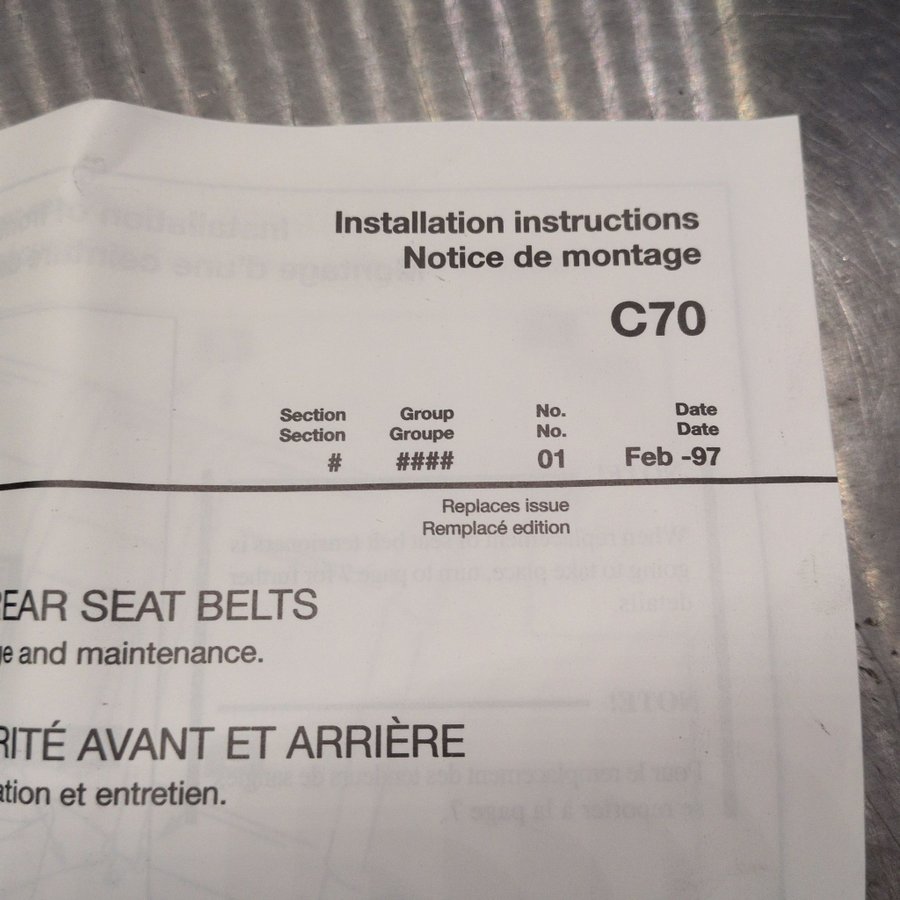 Installation instructions
Notice de montage
C70
Section Group No. Date
Section Groupe No. Date
# #### 01 Feb -97
Replaces issue
Remplacé edition
EAR SEAT BELTS
e and maintenance.
RITÉ AVANT ET ARRIÈRE
ation et entretien.